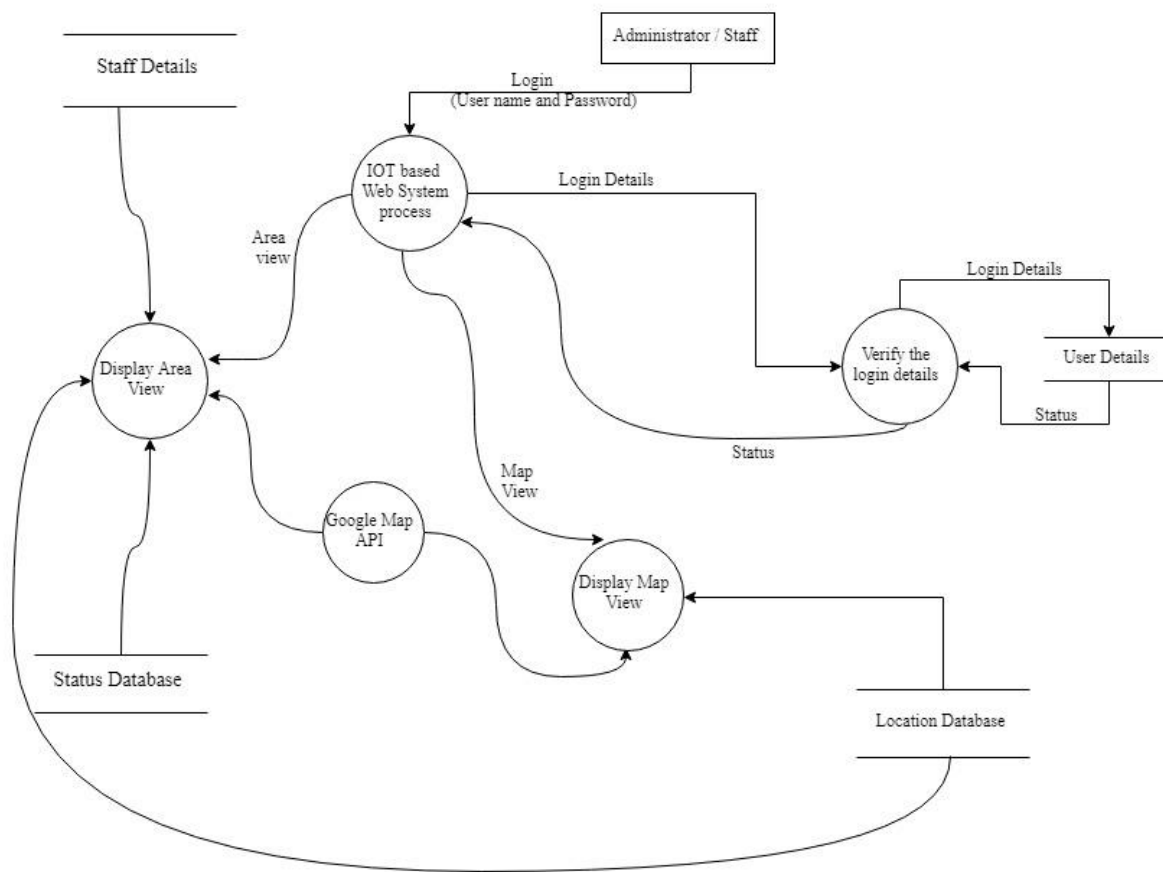 Administrator / Staff
Staff Details
Login
(User name and Password)
IOT based
Web System
process
Login Details
Area
view
Login Details
Verify the
login details
User Details
Status
Status
Display Area
View
Map
View
Google Map
API
Display Map
View
Status Database
Location Database